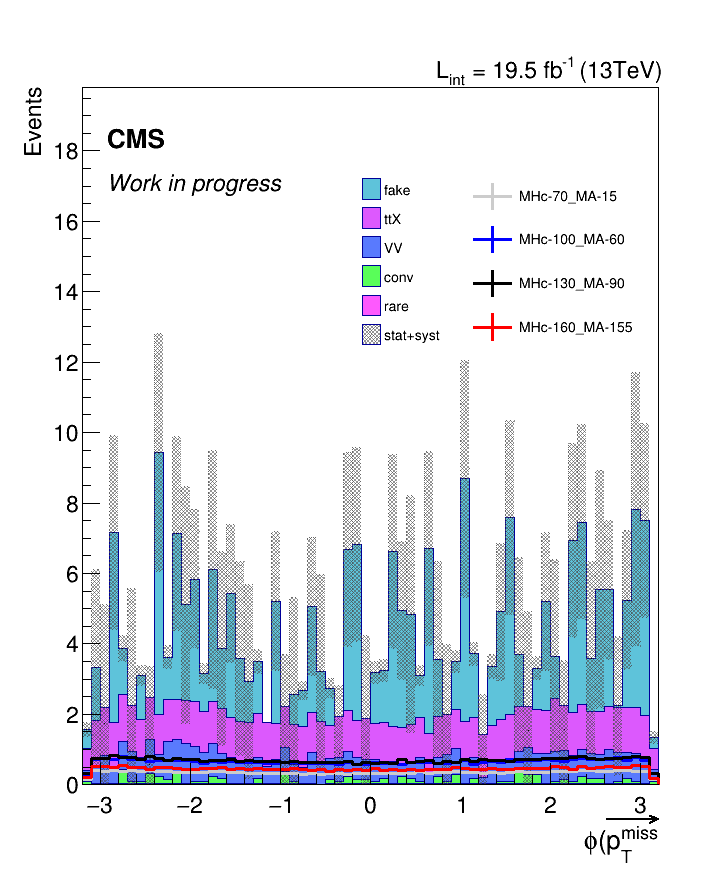 L_int = 19.5 fb^-1 (13TeV)
Events
CMS
Work in progress
fake
ttX
VV
conv
rare
stat+syst
MHc-70_MA-15
MHc-100_MA-60
MHc-130_MA-90
MHc-160_MA-155
18
16
14
12
10
8
6
4
2
0
−3 −2 −1 0 1 2 3
ϕ(p_T^miss